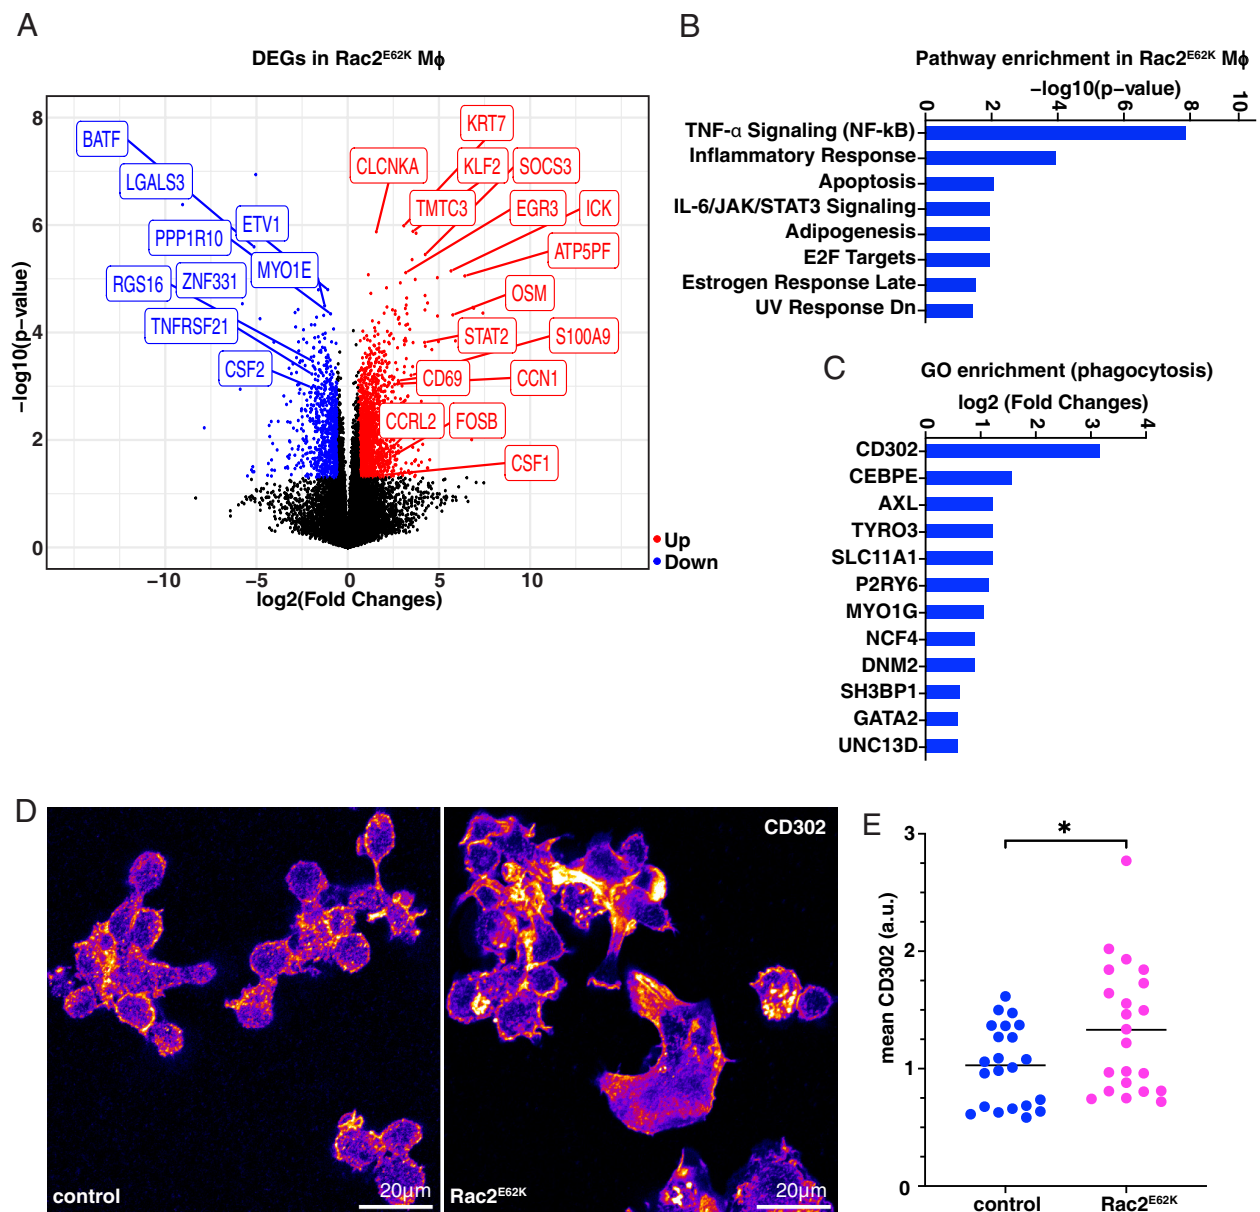 A
DEGs in Rac2E62K Mϕ
−log10(p−value)
8
6
4
2
0
BATF
LGALS3
ETV1
PPP1R10
MYO1E
RGS16
ZNF331
TNFRSF21
CSF2
KRT7
CLCNKA
KLF2
SOCS3
TMTC3
EGR3
ICK
ATP5PF
OSM
STAT2
S100A9
CD69
CCN1
CCRL2
FOSB
CSF1
Up
Down
−10
−5
0
5
10
log2(Fold Changes)
B
Pathway enrichment in Rac2E62K Mϕ
−log10(p−value)
0
2
4
6
8
10
TNF-α Signaling (NF-kB)
Inflammatory Response
Apoptosis
IL-6/JAK/STAT3 Signaling
Adipogenesis
E2F Targets
Estrogen Response Late
UV Response Dn
C
GO enrichment (phagocytosis)
log2 (Fold Changes)
0
1
2
3
4
CD302
CEBPE
AXL
TYRO3
SLC11A1
P2RY6
MYO1G
NCF4
DNM2
SH3BP1
GATA2
UNC13D
D
CD302
control
20µm
Rac2E62K
20µm
E
mean CD302 (a.u.)
3
2
1
0
*
control
Rac2E62K